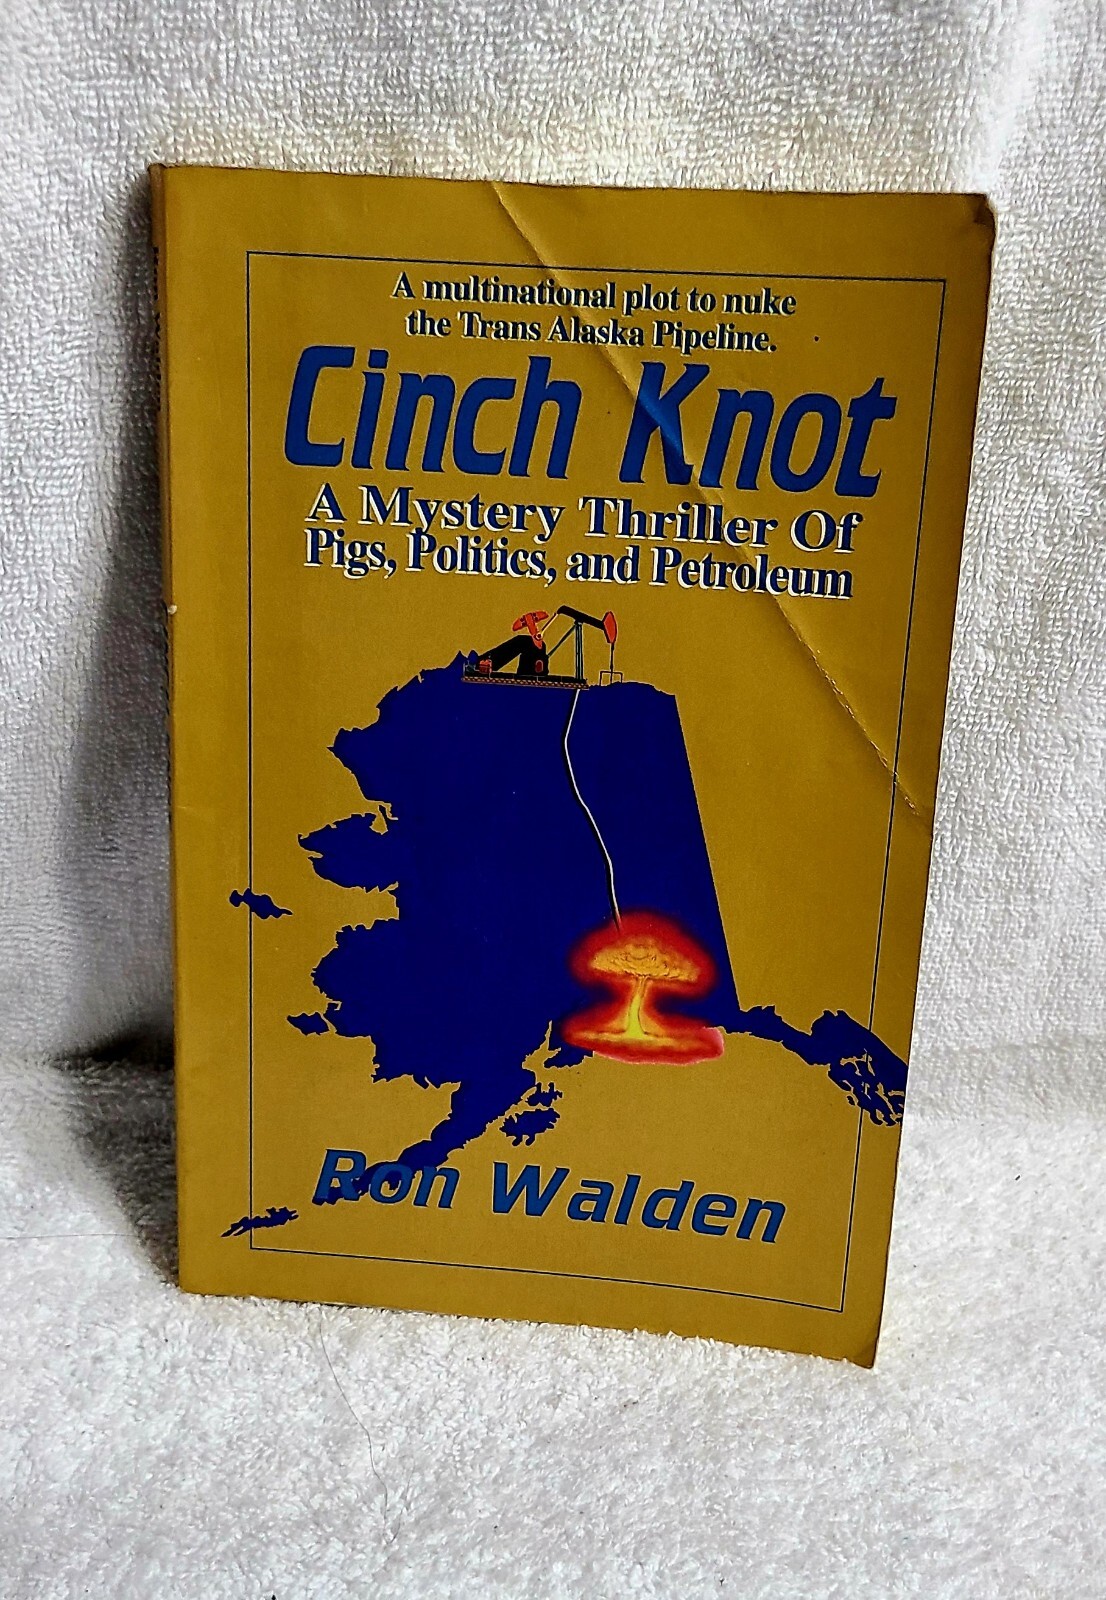 A multinational plot to nuke
the Trans Alaska Pipeline.
Cinch Knot
A Mystery Thriller Of
Pigs, Politics, and Petroleum
Ron Walden